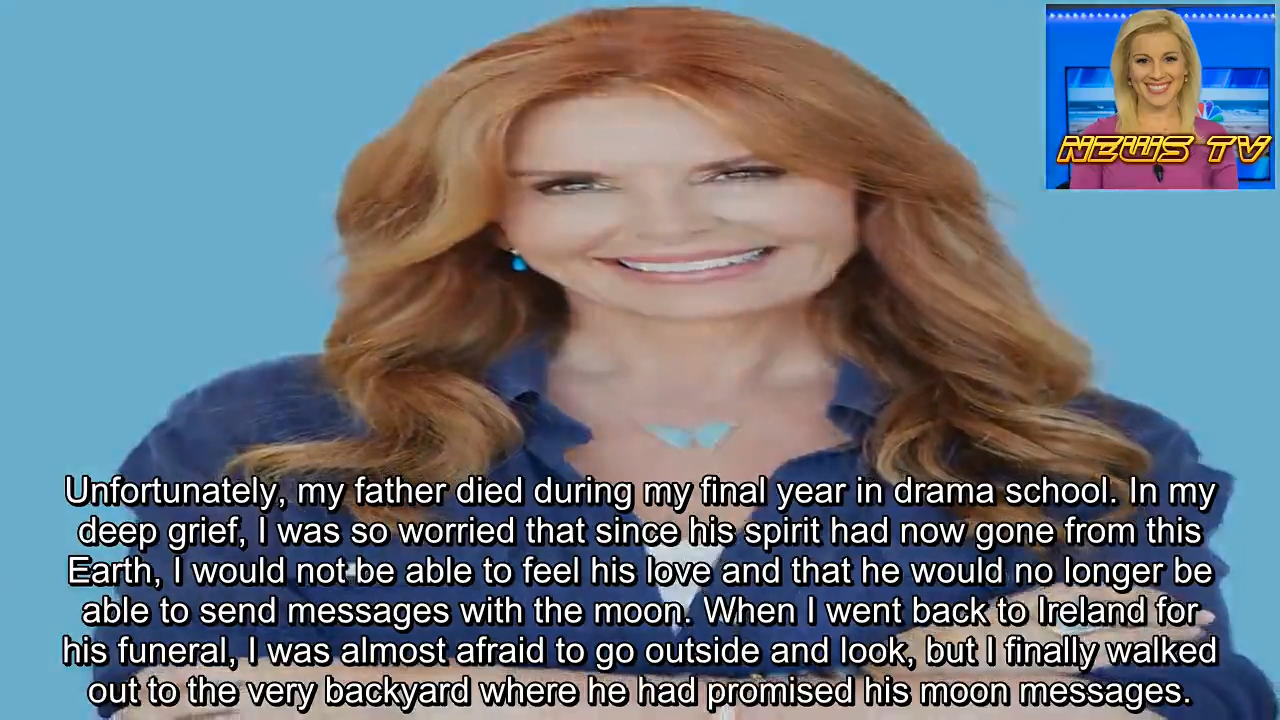 NEWS TV
Unfortunately, my father died during my final year in drama school. In my
deep grief, I was so worried that since his spirit had now gone from this
Earth, I would not be able to feel his love and that he would no longer be
able to send messages with the moon. When I went back to Ireland for
his funeral, I was almost afraid to go outside and look, but I finally walked
out to the very backyard where he had promised his moon messages.